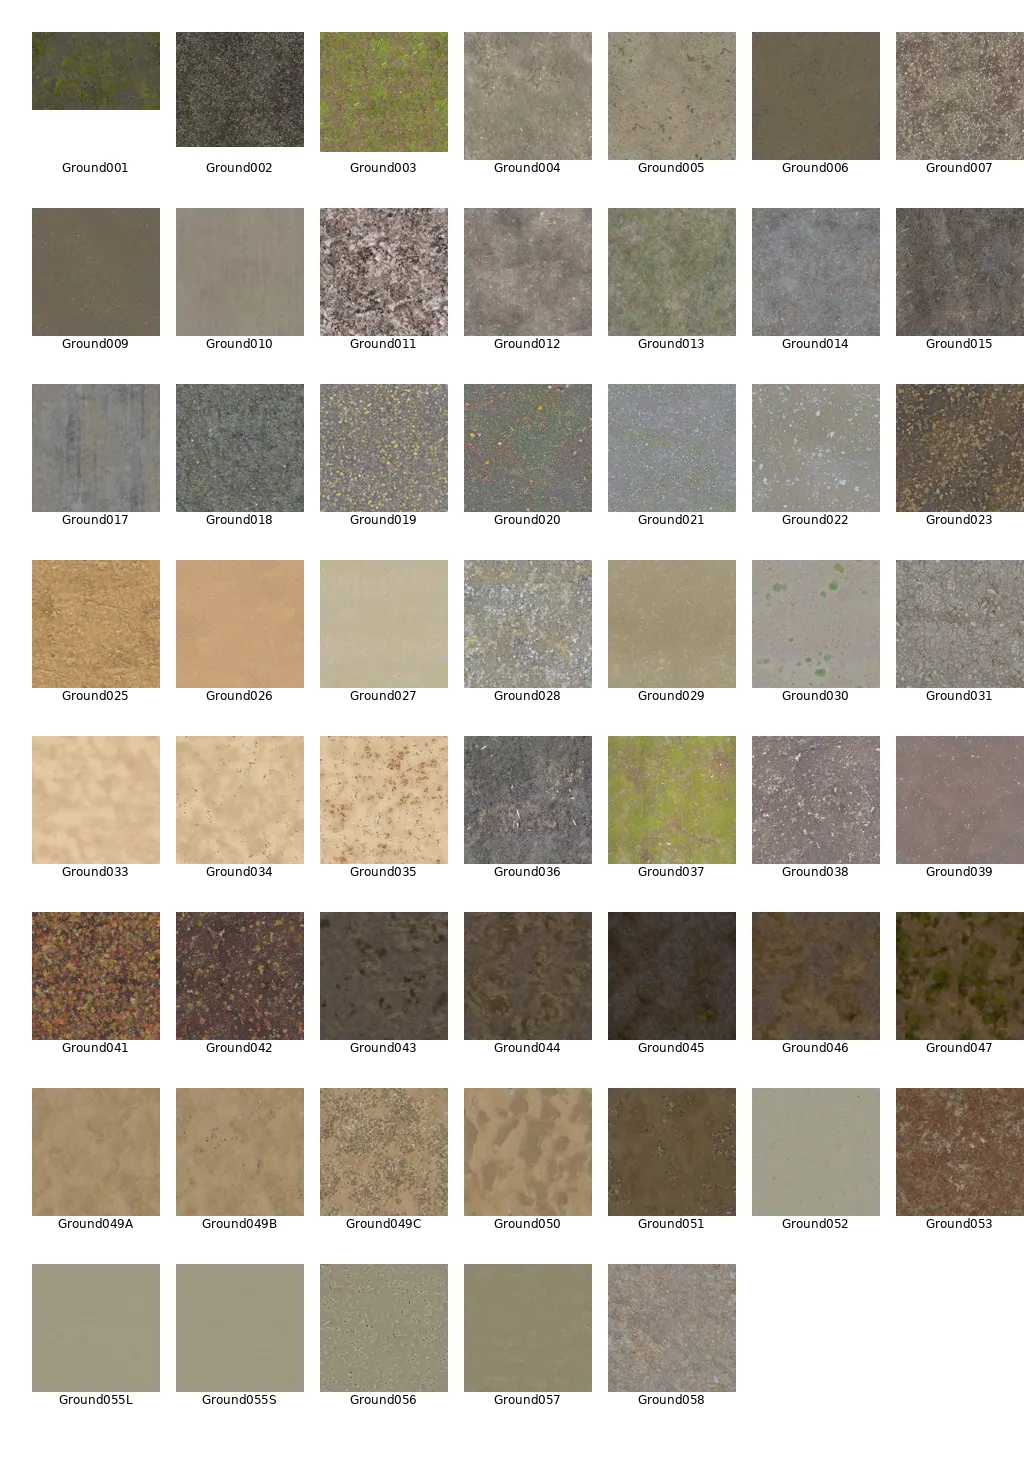 Ground001 Ground002 Ground003 Ground004 Ground005 Ground006 Ground007
Ground009 Ground010 Ground011 Ground012 Ground013 Ground014 Ground015
Ground017 Ground018 Ground019 Ground020 Ground021 Ground022 Ground023
Ground025 Ground026 Ground027 Ground028 Ground029 Ground030 Ground031
Ground033 Ground034 Ground035 Ground036 Ground037 Ground038 Ground039
Ground041 Ground042 Ground043 Ground044 Ground045 Ground046 Ground047
Ground049A Ground049B Ground049C Ground050 Ground051 Ground052 Ground053
Ground055L Ground055S Ground056 Ground057 Ground058